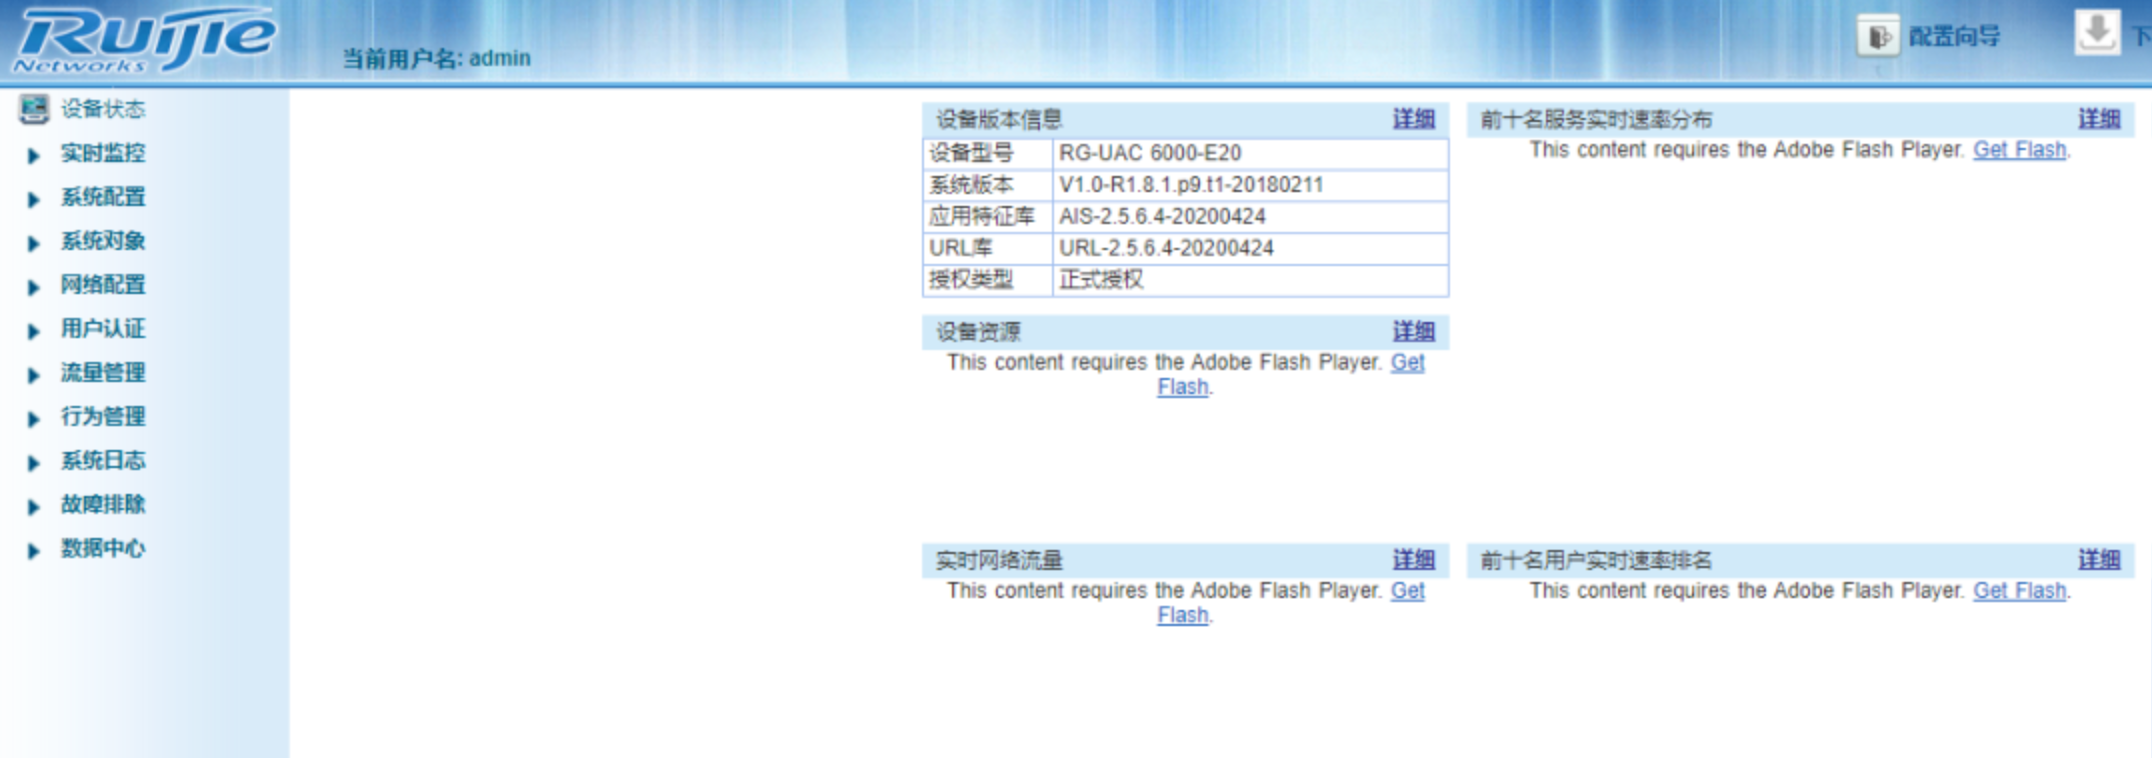 Ruijie
Networks
当前用户名: admin
配置向导
下
设备状态
实时监控
系统配置
系统对象
网络配置
用户认证
流量管理
行为管理
系统日志
故障排除
数据中心
设备版本信息 详细
设备型号 RG-UAC 6000-E20
系统版本 V1.0-R1.8.1.p9.t1-20180211
应用特征库 AIS-2.5.6.4-20200424
URL库 URL-2.5.6.4-20200424
授权类型 正式授权
设备资源 详细
This content requires the Adobe Flash Player. Get
Flash.
实时网络流量 详细
This content requires the Adobe Flash Player. Get
Flash.
前十名服务实时速率分布 详细
This content requires the Adobe Flash Player. Get Flash.
前十名用户实时速率排名 详细
This content requires the Adobe Flash Player. Get Flash.